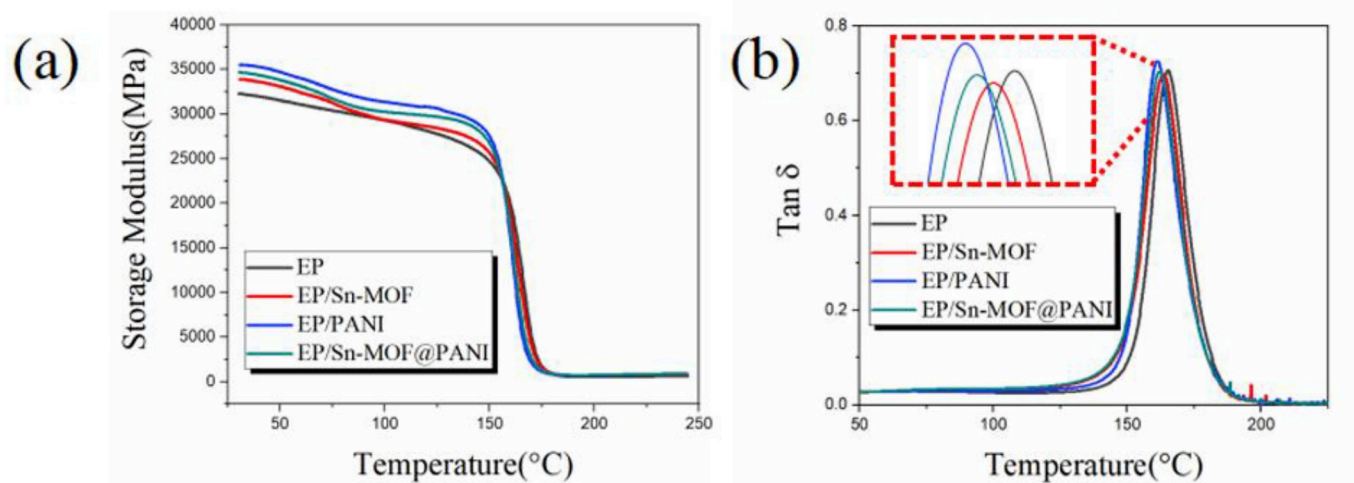 (a)
Storage Modulus(MPa)
40000
35000
30000
25000
20000
15000
10000
5000
0
EP
EP/Sn-MOF
EP/PANI
EP/Sn-MOF@PANI
50
100
150
200
250
Temperature(°C)
(b)
Tan δ
0.8
0.6
0.4
0.2
0.0
EP
EP/Sn-MOF
EP/PANI
EP/Sn-MOF@PANI
50
100
150
200
Temperature(°C)